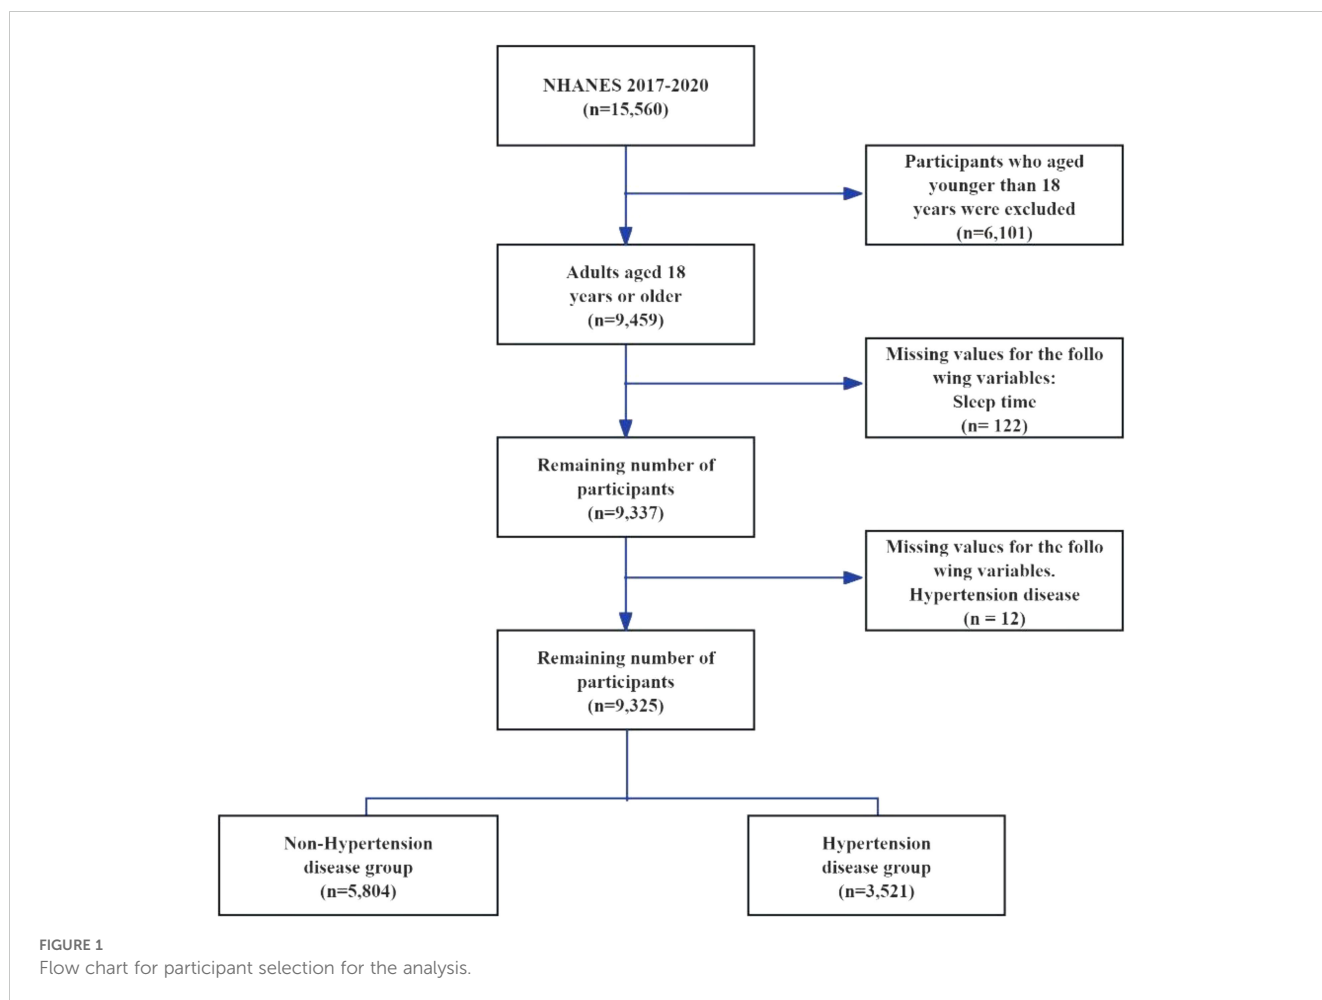 NHANES 2017-2020
(n=15,560)
Participants who aged
younger than 18
years were excluded
(n=6,101)
Adults aged 18
years or older
(n=9,459)
Missing values for the follo
wing variables:
Sleep time
(n= 122)
Remaining number of
participants
(n=9,337)
Missing values for the follo
wing variables.
Hypertension disease
(n = 12)
Remaining number of
participants
(n=9,325)
Non-Hypertension
disease group
(n=5,804)
Hypertension
disease group
(n=3,521)
FIGURE 1
Flow chart for participant selection for the analysis.